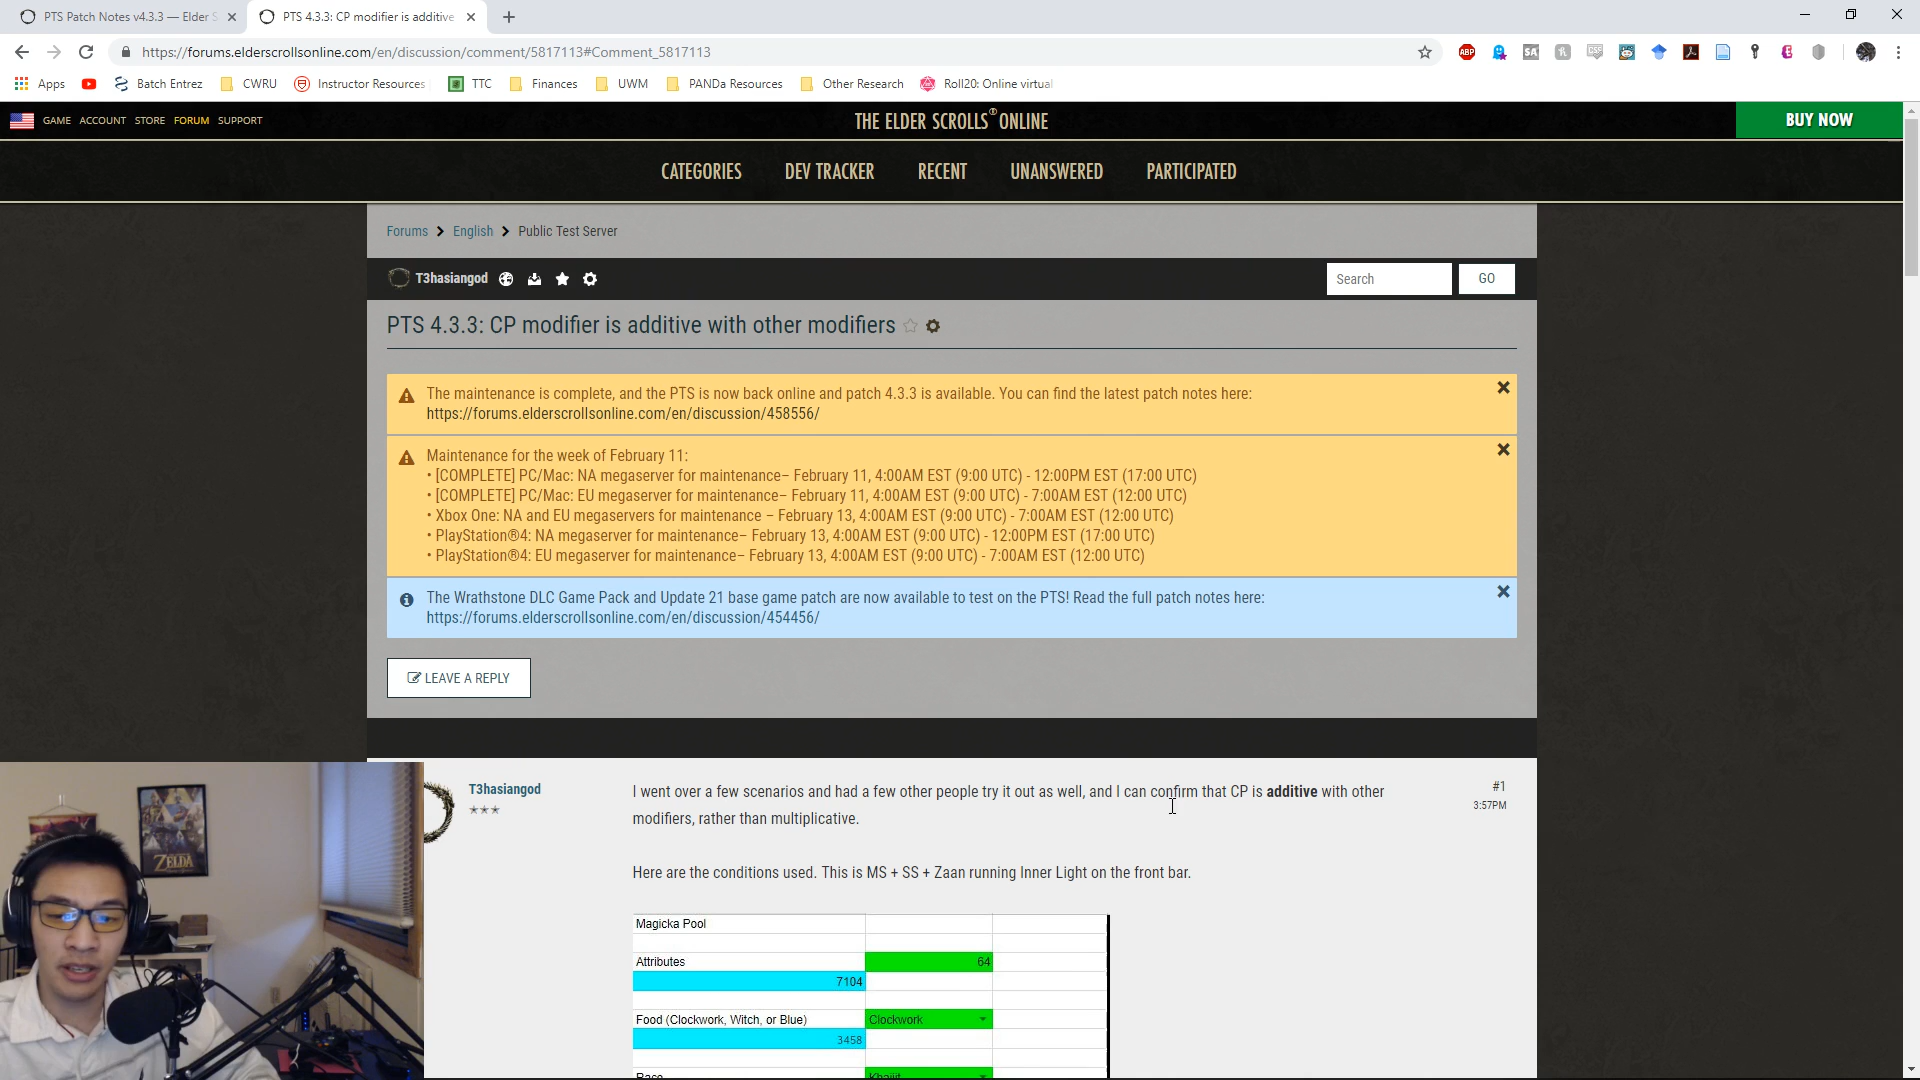 PTS Patch Notes v4.3.3 — Elder S
PTS 4.3.3: CP modifier is additive
https://forums.elderscrollsonline.com/en/discussion/comment/5817113#Comment_5817113
ABP
SA
CSE
Apps
Batch Entrez
CWRU
Instructor Resources
TTC
Finances
UWM
PANDa Resources
Other Research
Roll20: Online virtual
GAME ACCOUNT STORE FORUM SUPPORT
THE ELDER SCROLLS® ONLINE
BUY NOW
CATEGORIES DEV TRACKER RECENT UNANSWERED PARTICIPATED
Forums > English > Public Test Server
T3hasiangod
Search
GO
PTS 4.3.3: CP modifier is additive with other modifiers
The maintenance is complete, and the PTS is now back online and patch 4.3.3 is available. You can find the latest patch notes here:
https://forums.elderscrollsonline.com/en/discussion/458556/
Maintenance for the week of February 11:
• [COMPLETE] PC/Mac: NA megaserver for maintenance– February 11, 4:00AM EST (9:00 UTC) - 12:00PM EST (17:00 UTC)
• [COMPLETE] PC/Mac: EU megaserver for maintenance– February 11, 4:00AM EST (9:00 UTC) - 7:00AM EST (12:00 UTC)
• Xbox One: NA and EU megaservers for maintenance – February 13, 4:00AM EST (9:00 UTC) - 7:00AM EST (12:00 UTC)
• PlayStation®4: NA megaserver for maintenance– February 13, 4:00AM EST (9:00 UTC) - 12:00PM EST (17:00 UTC)
• PlayStation®4: EU megaserver for maintenance– February 13, 4:00AM EST (9:00 UTC) - 7:00AM EST (12:00 UTC)
The Wrathstone DLC Game Pack and Update 21 base game patch are now available to test on the PTS! Read the full patch notes here:
https://forums.elderscrollsonline.com/en/discussion/454456/
LEAVE A REPLY
T3hasiangod
#1
3:57PM
I went over a few scenarios and had a few other people try it out as well, and I can confirm that CP is additive with other
modifiers, rather than multiplicative.
Here are the conditions used. This is MS + SS + Zaan running Inner Light on the front bar.
Magicka Pool
Attributes 64
7104
Food (Clockwork, Witch, or Blue) Clockwork
3458
Race Khajiit
ZELDA